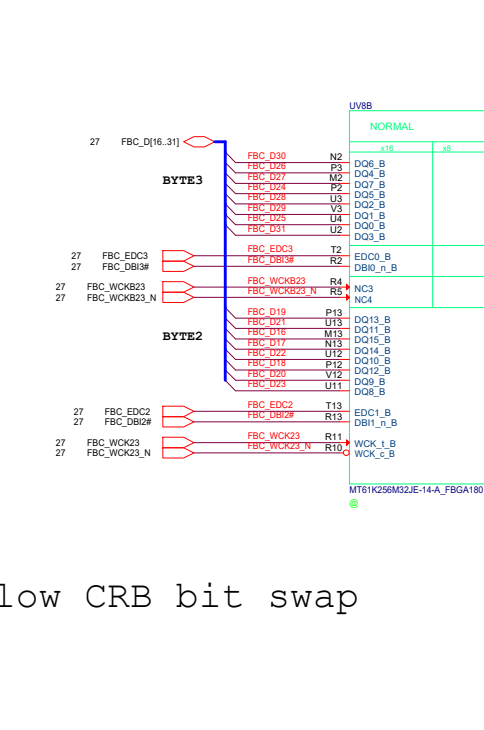 UV8B
NORMAL
x16 x8
27 FBC_D[16..31]
BYTE3
FBC_D30 N2 DQ6_B
FBC_D26 P3 DQ4_B
FBC_D27 M2 DQ7_B
FBC_D24 P2 DQ5_B
FBC_D28 U3 DQ2_B
FBC_D29 V3 DQ1_B
FBC_D25 U4 DQ0_B
FBC_D31 U2 DQ3_B
27 FBC_EDC3 FBC_EDC3 T2 EDC0_B
27 FBC_DBI3# FBC_DBI3# R2 DBI0_n_B
27 FBC_WCKB23 FBC_WCKB23 R4 NC3
27 FBC_WCKB23_N FBC_WCKB23_N R5 NC4
BYTE2
FBC_D19 P13 DQ13_B
FBC_D21 U13 DQ11_B
FBC_D16 M13 DQ15_B
FBC_D17 N13 DQ14_B
FBC_D22 U12 DQ10_B
FBC_D18 P12 DQ12_B
FBC_D20 V12 DQ9_B
FBC_D23 U11 DQ8_B
27 FBC_EDC2 FBC_EDC2 T13 EDC1_B
27 FBC_DBI2# FBC_DBI2# R13 DBI1_n_B
27 FBC_WCK23 FBC_WCK23 R11 WCK_t_B
27 FBC_WCK23_N FBC_WCK23_N R10 WCK_c_B
MT61K256M32JE-14-A_FBGA180
@
low CRB bit swap